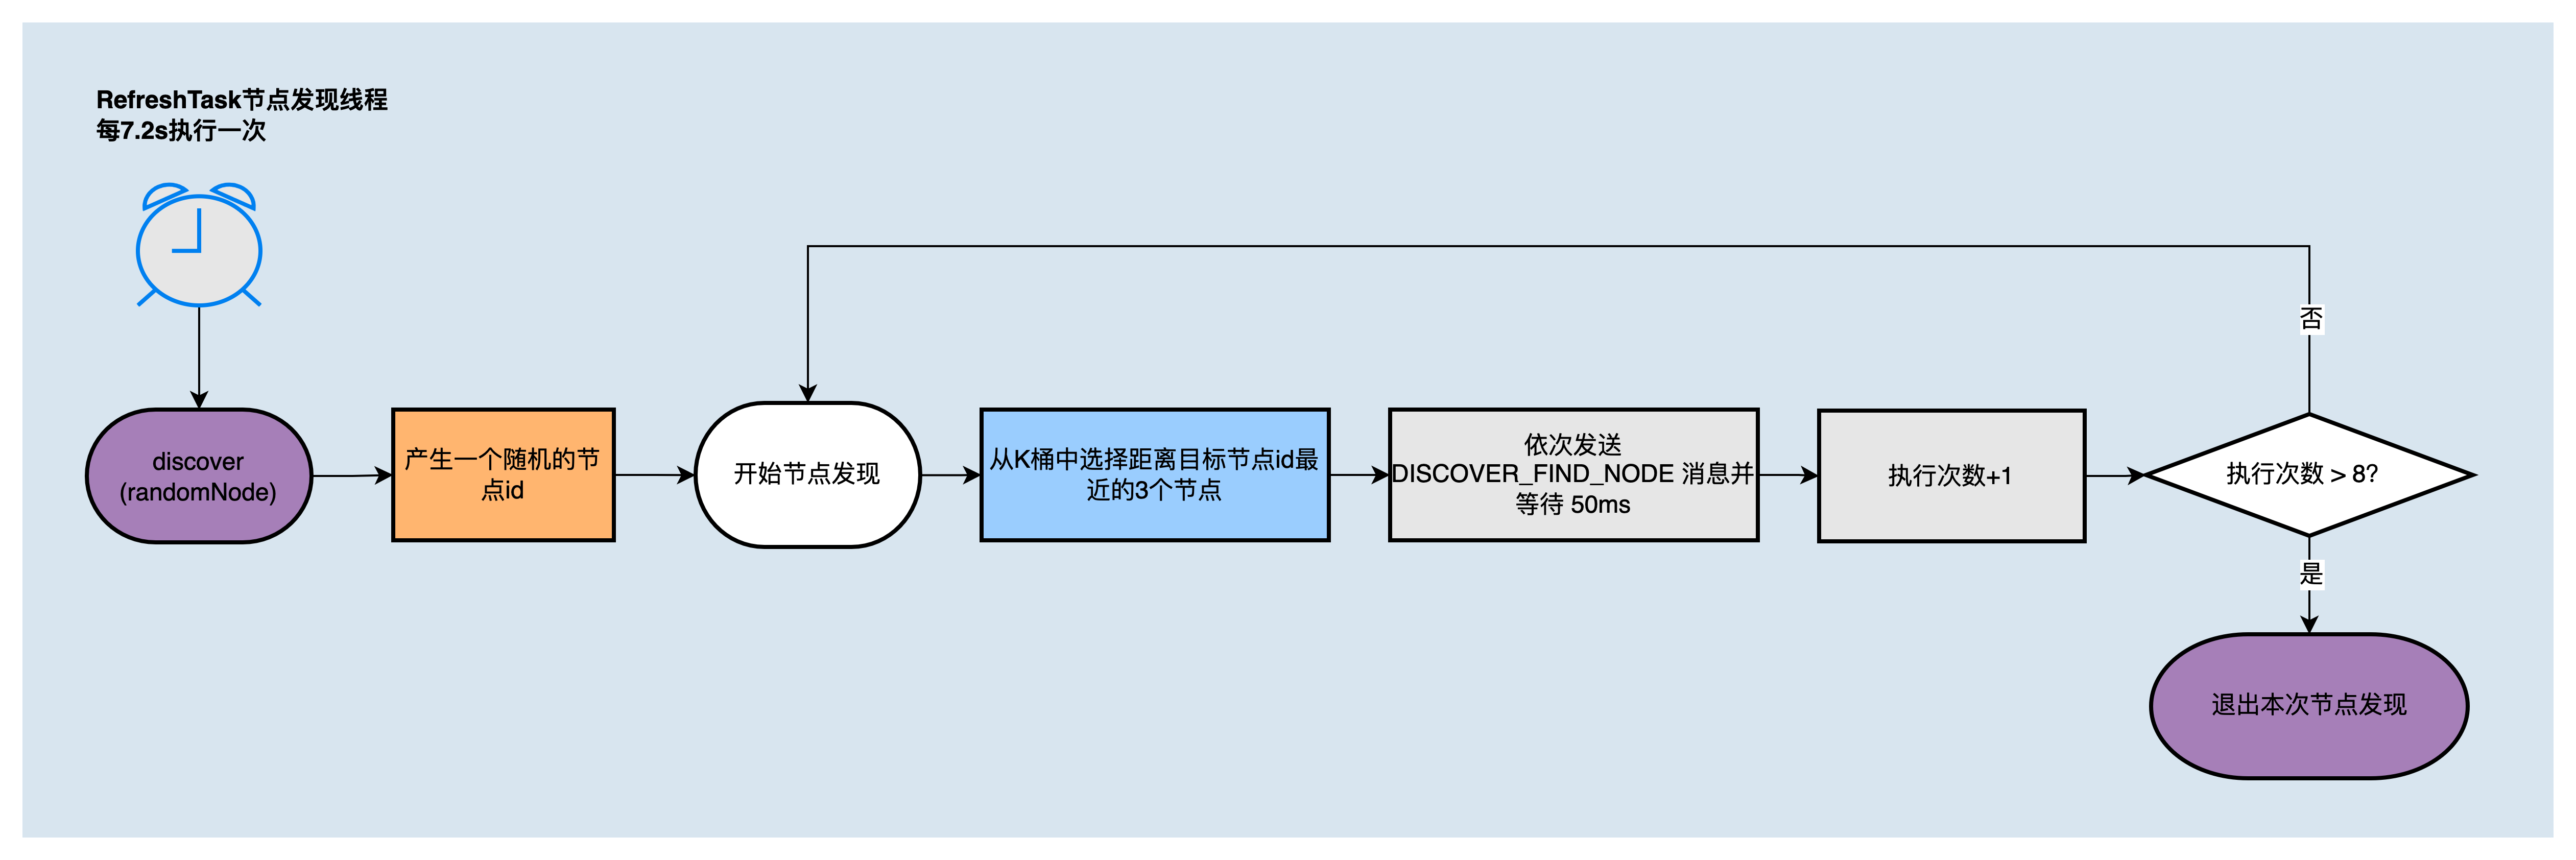 RefreshTask节点发现线程
每7.2s执行一次
discover
(randomNode)
产生一个随机的节
点id
开始节点发现
从K桶中选择距离目标节点id最
近的3个节点
依次发送
DISCOVER_FIND_NODE 消息并
等待 50ms
执行次数+1
执行次数 > 8?
否
是
退出本次节点发现